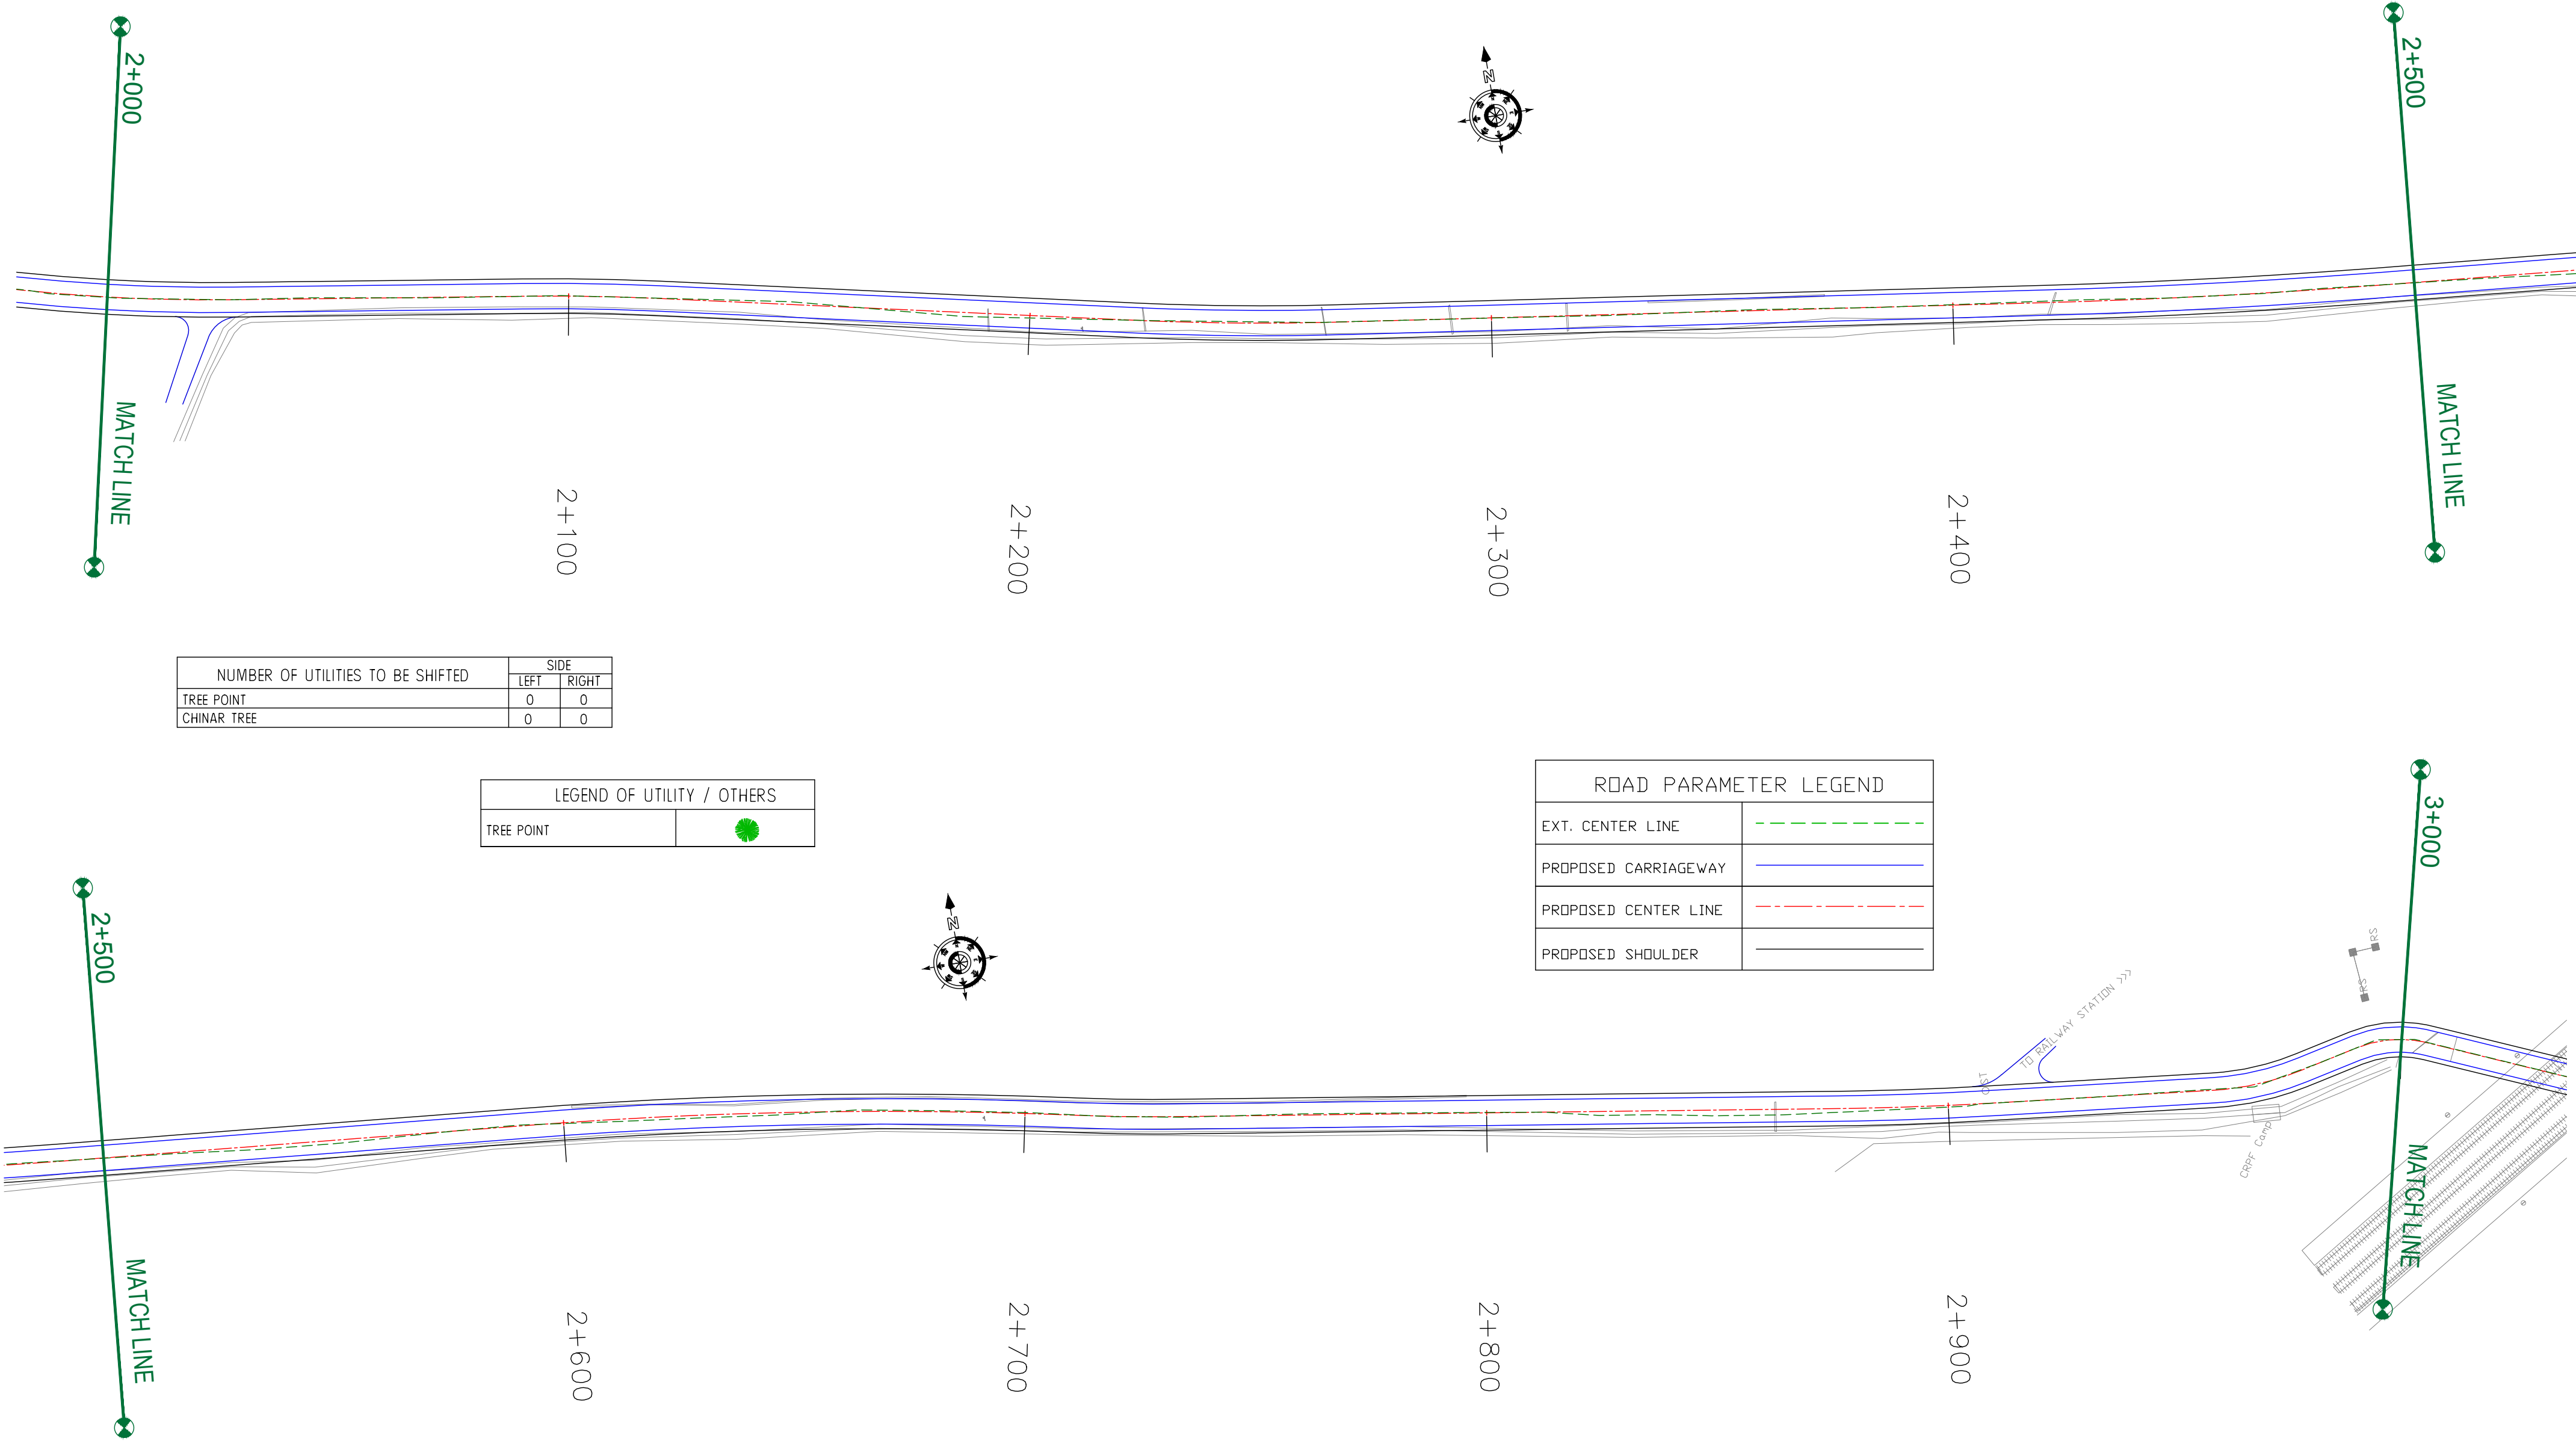 2+000
N
2+500
MATCH LINE
MATCH LINE
2+100
2+200
2+300
2+400
NUMBER OF UTILITIES TO BE SHIFTED
SIDE
LEFT
RIGHT
TREE POINT
0
0
CHINAR TREE
0
0
LEGEND OF UTILITY / OTHERS
TREE POINT
ROAD PARAMETER LEGEND
EXT. CENTER LINE
PROPOSED CARRIAGEWAY
PROPOSED CENTER LINE
PROPOSED SHOULDER
3+000
2+500
N
SRS
SRS
TO RAILWAY STATION >>>
CRPF Camp
MATCH LINE
MATCH LINE
2+600
2+700
2+800
2+900